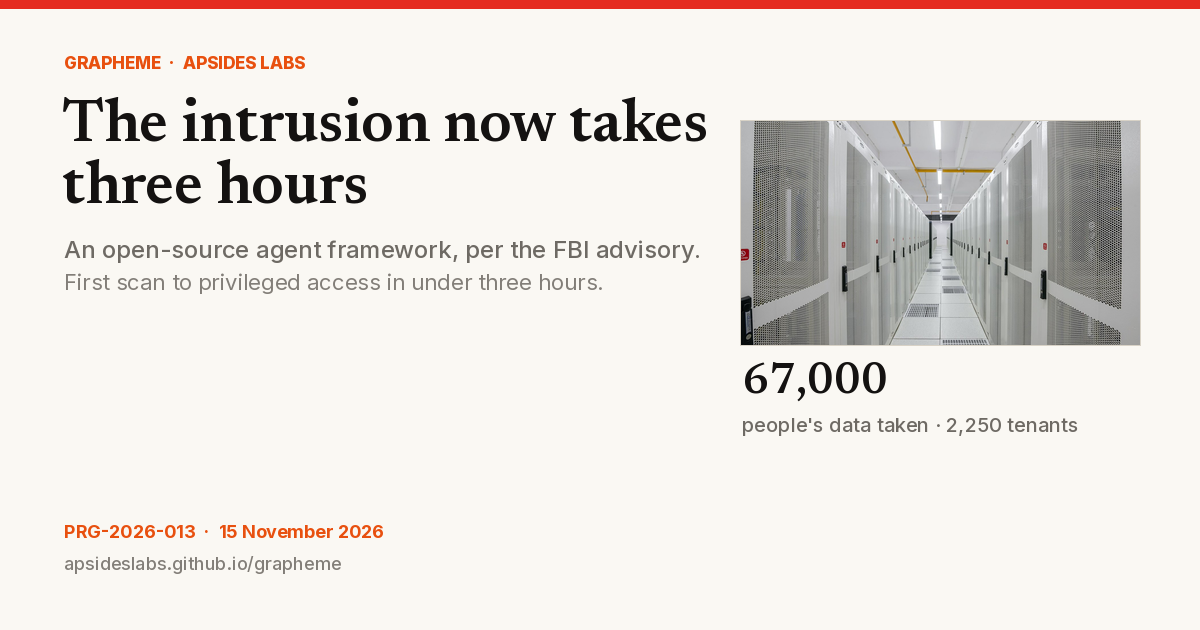 GRAPHEME · APSIDES LABS
The intrusion now takes
three hours
An open-source agent framework, per the FBI advisory.
First scan to privileged access in under three hours.
67,000
people's data taken · 2,250 tenants
PRG-2026-013 · 15 November 2026
apsideslabs.github.io/grapheme